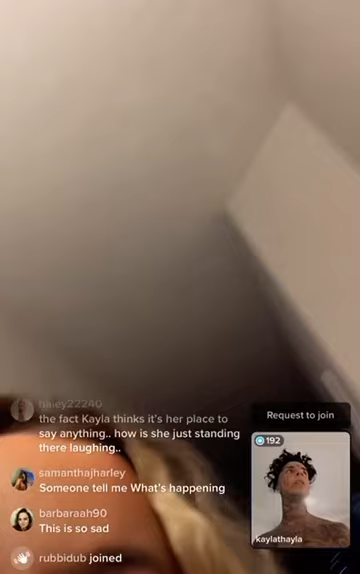 haley22240
the fact Kayla thinks it's her place to
say anything.. how is she just standing
there laughing..
Request to join
192
samanthajharley
Someone tell me What's happening
barbaraah90
This is so sad
kaylathayla
rubbidub joined